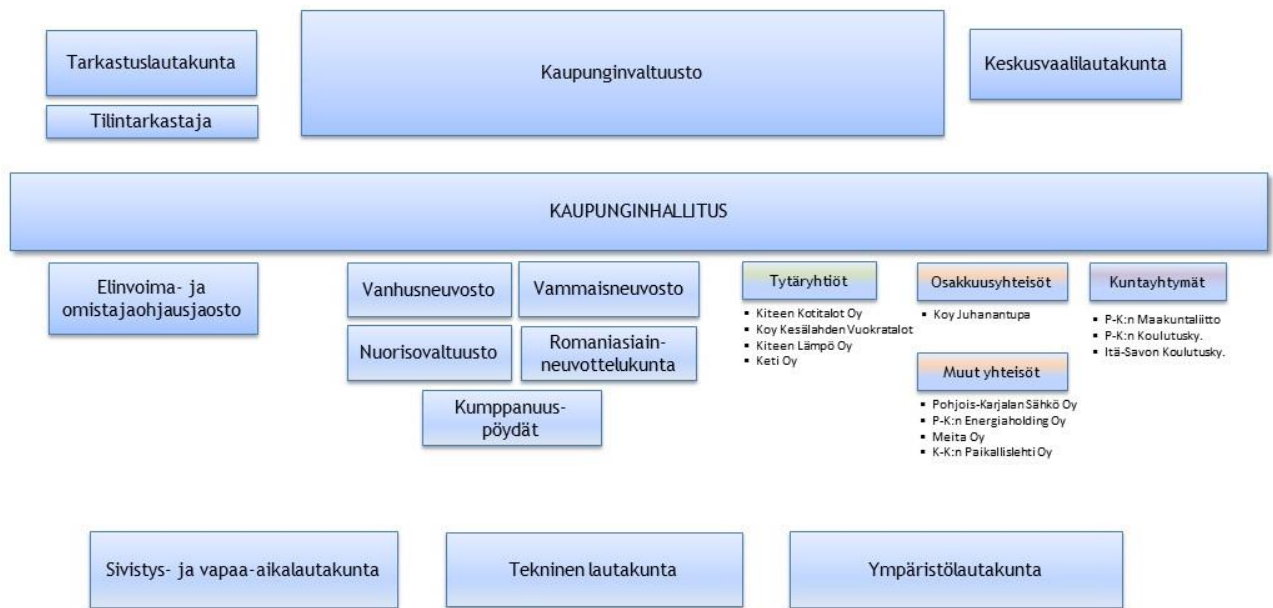 Tarkastuslautakunta
Tilintarkastaja
Kaupunginvaltuusto
Keskusvaalilautakunta
KAUPUNGINHALLITUS
Elinvoima- ja
omistajaohjausjaosto
Vanhusneuvosto
Vammaisneuvosto
Nuorisovaltuusto
Romaniasiain-
neuvottelukunta
Kumppanuus-
pöydät
Tytäryhtiöt
▪ Kiteen Kotitalot Oy
▪ Koy Kesälahden Vuokratalot
▪ Kiteen Lämpö Oy
▪ Keti Oy
Osakkuusyhteisöt
▪ Koy Juhanantupa
Muut yhteisöt
▪ Pohjois-Karjalan Sähkö Oy
▪ P-K:n Energiaholding Oy
▪ Meita Oy
▪ K-K:n Paikallislehti Oy
Kuntayhtymät
▪ P-K:n Maakuntaliitto
▪ P-K:n Koulutusky.
▪ Itä-Savon Koulutusky.
Sivistys- ja vapaa-aikalautakunta
Tekninen lautakunta
Ympäristölautakunta